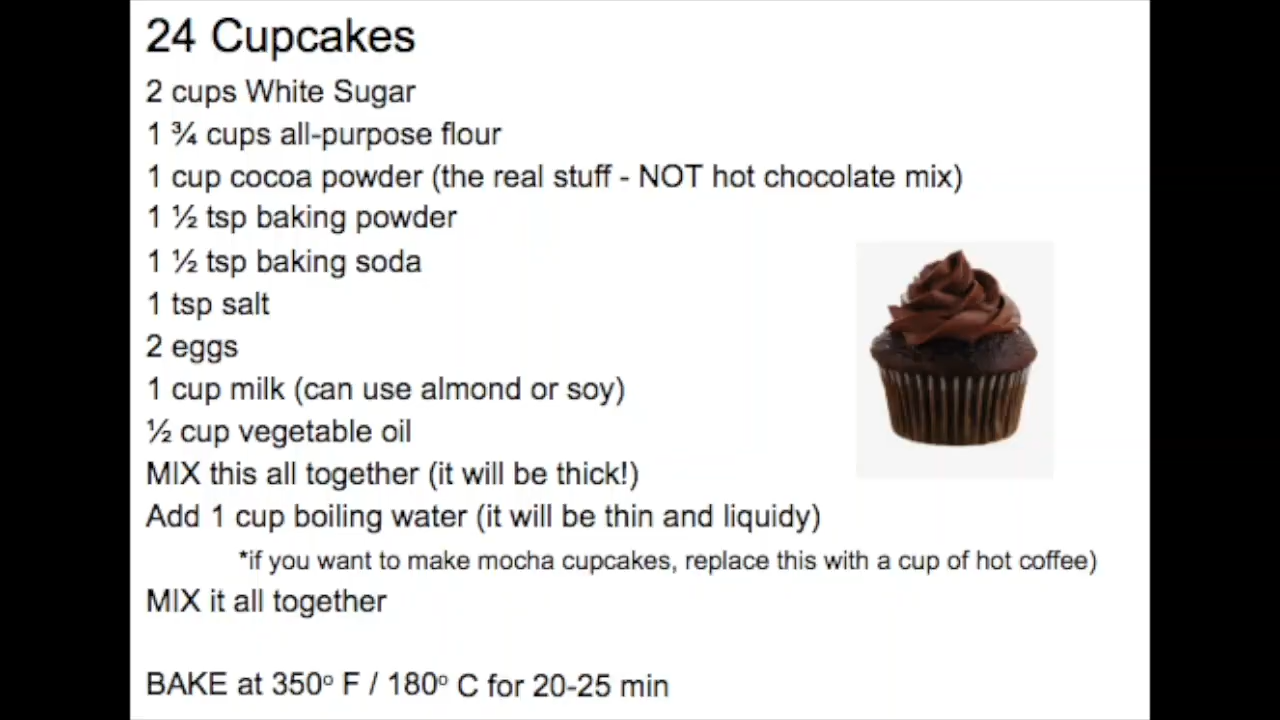 24 Cupcakes
2 cups White Sugar
1 ¾ cups all-purpose flour
1 cup cocoa powder (the real stuff - NOT hot chocolate mix)
1 ½ tsp baking powder
1 ½ tsp baking soda
1 tsp salt
2 eggs
1 cup milk (can use almond or soy)
½ cup vegetable oil
MIX this all together (it will be thick!)
Add 1 cup boiling water (it will be thin and liquidy)
*if you want to make mocha cupcakes, replace this with a cup of hot coffee)
MIX it all together
BAKE at 350º F / 180º C for 20-25 min